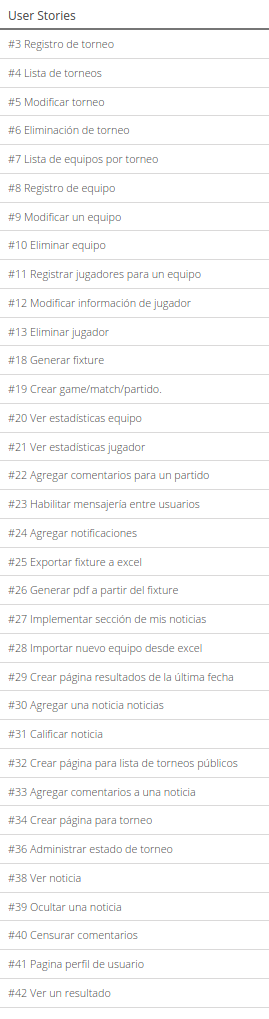 User Stories
#3 Registro de torneo
#4 Lista de torneos
#5 Modificar torneo
#6 Eliminación de torneo
#7 Lista de equipos por torneo
#8 Registro de equipo
#9 Modificar un equipo
#10 Eliminar equipo
#11 Registrar jugadores para un equipo
#12 Modificar información de jugador
#13 Eliminar jugador
#18 Generar fixture
#19 Crear game/match/partido.
#20 Ver estadísticas equipo
#21 Ver estadísticas jugador
#22 Agregar comentarios para un partido
#23 Habilitar mensajería entre usuarios
#24 Agregar notificaciones
#25 Exportar fixture a excel
#26 Generar pdf a partir del fixture
#27 Implementar sección de mis noticias
#28 Importar nuevo equipo desde excel
#29 Crear página resultados de la última fecha
#30 Agregar una noticia noticias
#31 Calificar noticia
#32 Crear página para lista de torneos públicos
#33 Agregar comentarios a una noticia
#34 Crear página para torneo
#36 Administrar estado de torneo
#38 Ver noticia
#39 Ocultar una noticia
#40 Censurar comentarios
#41 Pagina perfil de usuario
#42 Ver un resultado